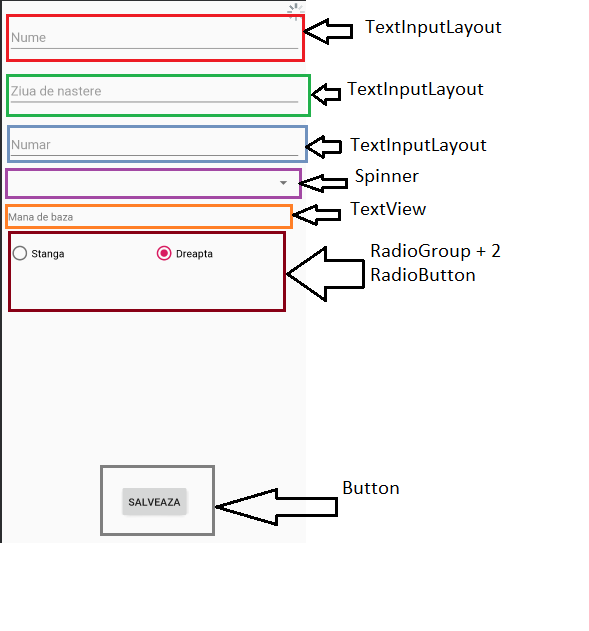 Nume
TextInputLayout
Ziua de nastere
TextInputLayout
Numar
TextInputLayout
Spinner
Mana de baza
TextView
Stanga
Dreapta
RadioGroup + 2
RadioButton
SALVEAZA
Button